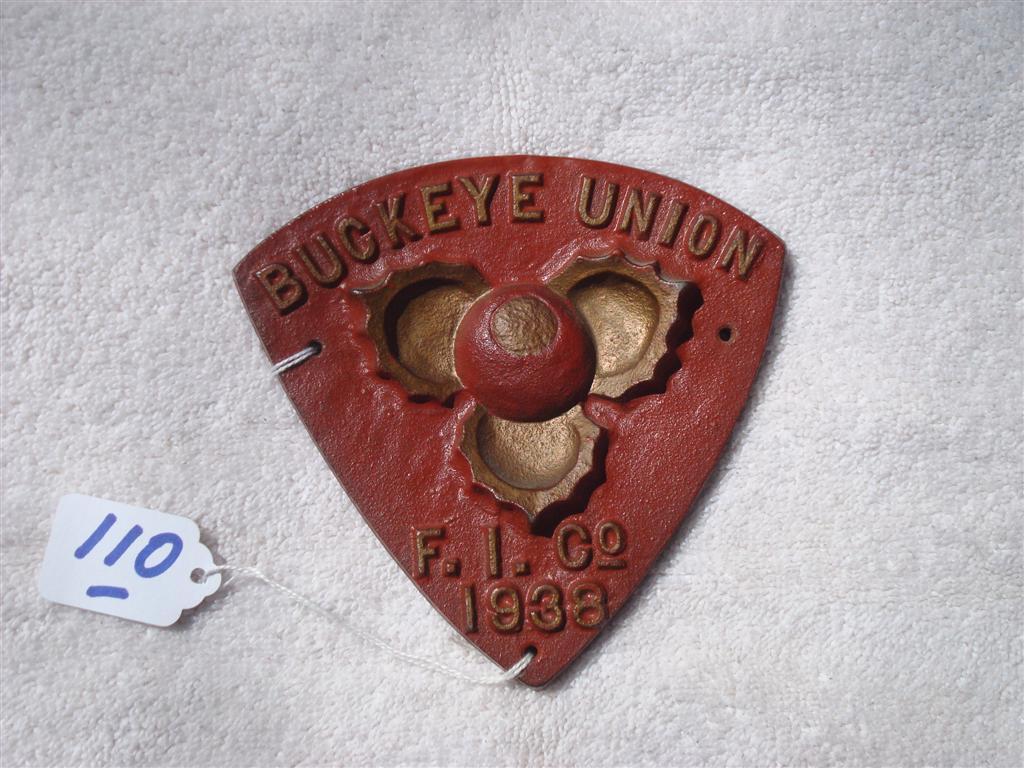 BUCKEYE UNION
F. I. Co
1938
110